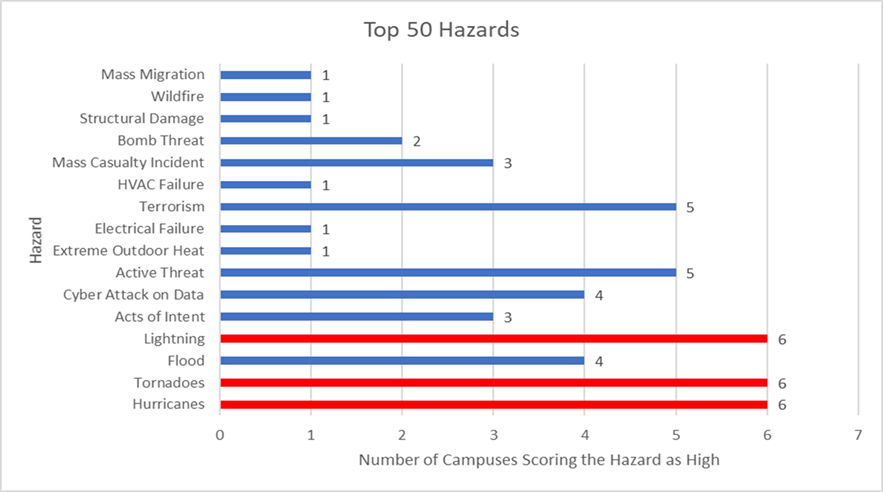 Top 50 Hazards
Hazard
Mass Migration 1
Wildfire 1
Structural Damage 1
Bomb Threat 2
Mass Casualty Incident 3
HVAC Failure 1
Terrorism 5
Electrical Failure 1
Extreme Outdoor Heat 1
Active Threat 5
Cyber Attack on Data 4
Acts of Intent 3
Lightning 6
Flood 4
Tornadoes 6
Hurricanes 6
0 1 2 3 4 5 6 7
Number of Campuses Scoring the Hazard as High